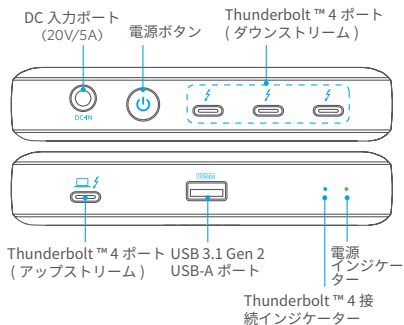 DC 入力ポート
（20V/5A）
電源ボタン
Thunderbolt ™ 4 ポート
( ダウンストリーム )
DC-IN
10Gbps
Thunderbolt ™ 4 ポート
( アップストリーム )
USB 3.1 Gen 2
USB-A ポート
電源
インジケー
ター
Thunderbolt ™ 4 接
続インジケーター